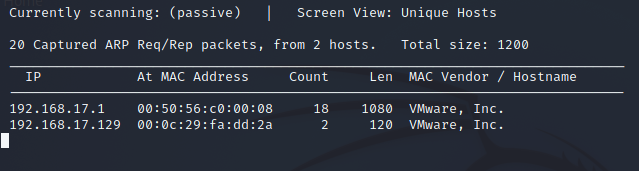 Currently scanning: (passive)   |   Screen View: Unique Hosts
20 Captured ARP Req/Rep packets, from 2 hosts.   Total size: 1200
IP            At MAC Address     Count     Len  MAC Vendor / Hostname
192.168.17.1    00:50:56:c0:00:08     18    1080  VMware, Inc.
192.168.17.129  00:0c:29:fa:dd:2a      2     120  VMware, Inc.